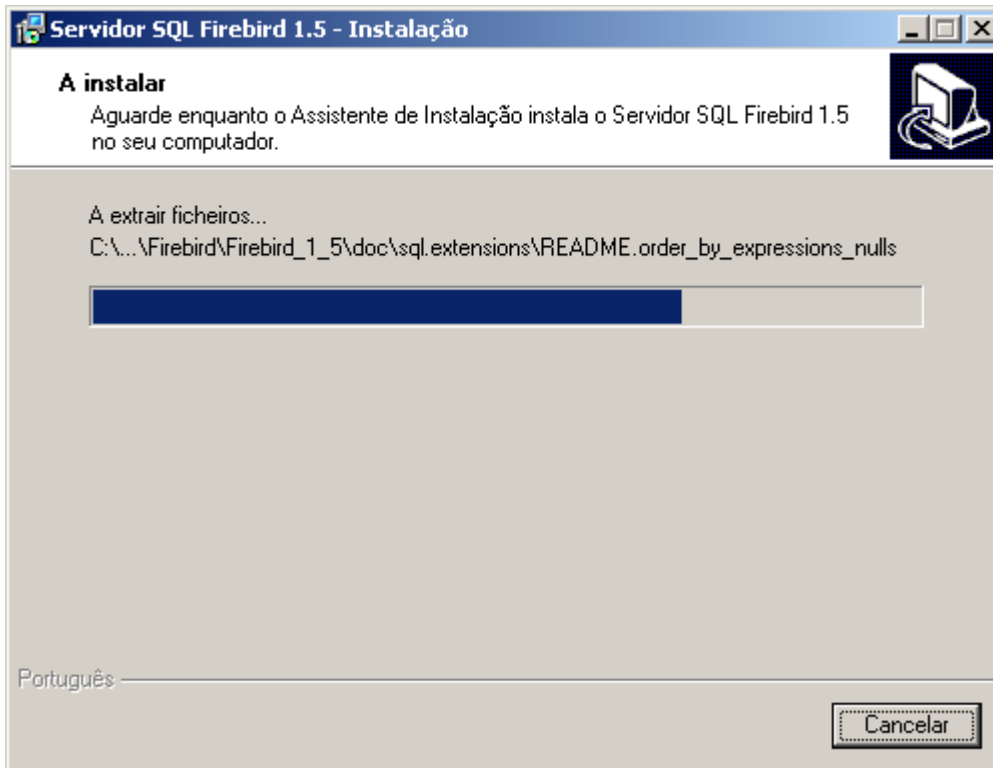 Servidor SQL Firebird 1.5 - Instalação
A instalar
Aguarde enquanto o Assistente de Instalação instala o Servidor SQL Firebird 1.5
no seu computador.
A extrair ficheiros...
C:\...\Firebird\Firebird_1_5\doc\sql.extensions\README.order_by_expressions_nulls
Português
Cancelar